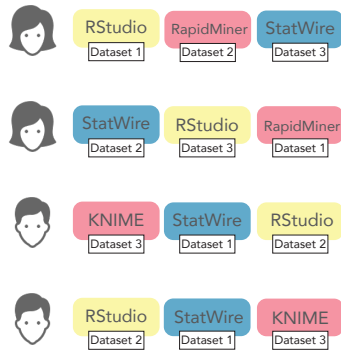 RStudio RapidMiner StatWire
Dataset 1 Dataset 2 Dataset 3
StatWire RStudio RapidMiner
Dataset 2 Dataset 3 Dataset 1
KNIME StatWire RStudio
Dataset 3 Dataset 1 Dataset 2
RStudio StatWire KNIME
Dataset 2 Dataset 1 Dataset 3